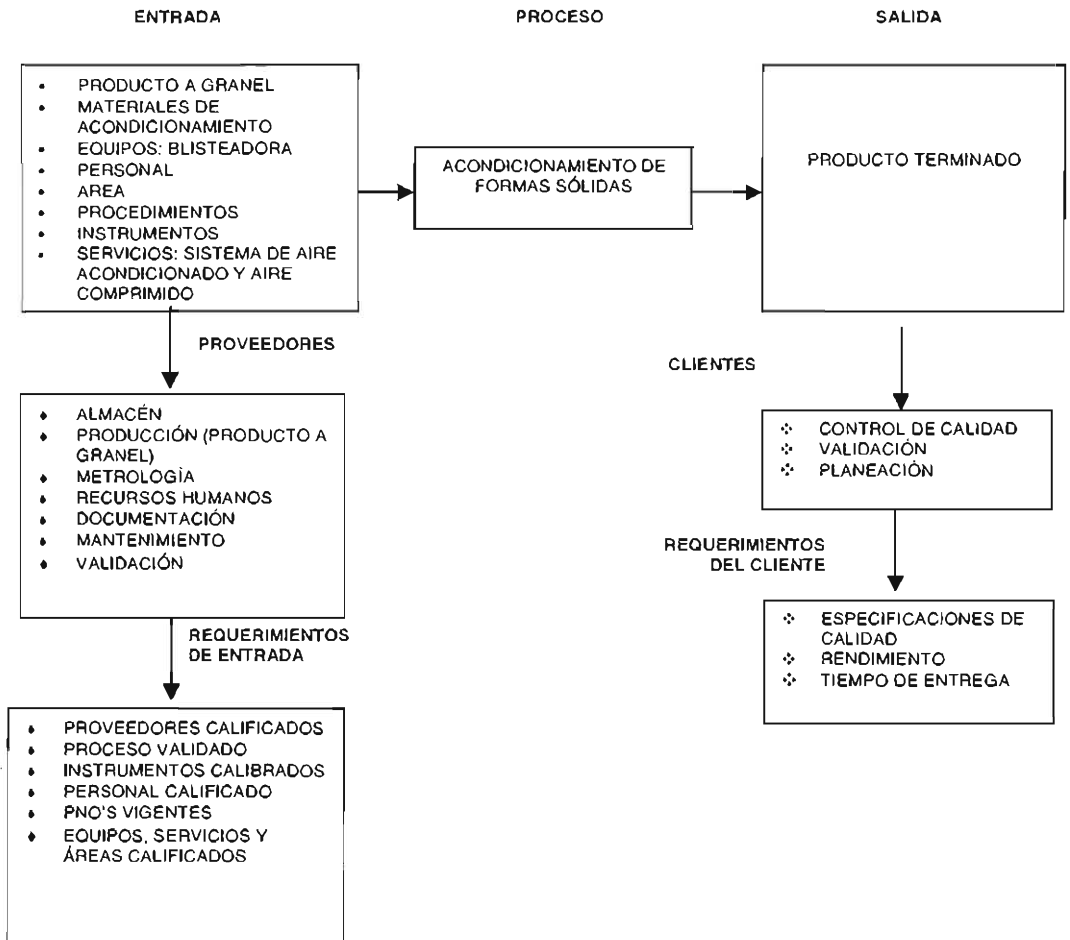 ENTRADA
PROCESO
SALIDA
• PRODUCTO A GRANEL
• MATERIALES DE
ACONDICIONAMIENTO
• EQUIPOS: BLISTEADORA
• PERSONAL
• AREA
• PROCEDIMIENTOS
• INSTRUMENTOS
• SERVICIOS: SISTEMA DE AIRE
ACONDICIONADO Y AIRE
COMPRIMIDO
ACONDICIONAMIENTO DE
FORMAS SÓLIDAS
PRODUCTO TERMINADO
PROVEEDORES
♦ ALMACÉN
♦ PRODUCCIÓN (PRODUCTO A
GRANEL)
♦ METROLOGÌA
♦ RECURSOS HUMANOS
♦ DOCUMENTACIÓN
♦ MANTENIMIENTO
♦ VALIDACIÓN
REQUERIMIENTOS
DE ENTRADA
♦ PROVEEDORES CALIFICADOS
♦ PROCESO VALIDADO
♦ INSTRUMENTOS CALIBRADOS
♦ PERSONAL CALIFICADO
♦ PNO'S VIGENTES
♦ EQUIPOS, SERVICIOS Y
ÁREAS CALIFICADOS
CLIENTES
❖ CONTROL DE CALIDAD
❖ VALIDACIÓN
❖ PLANEACIÓN
REQUERIMIENTOS
DEL CLIENTE
❖ ESPECIFICACIONES DE
CALIDAD
❖ RENDIMIENTO
❖ TIEMPO DE ENTREGA